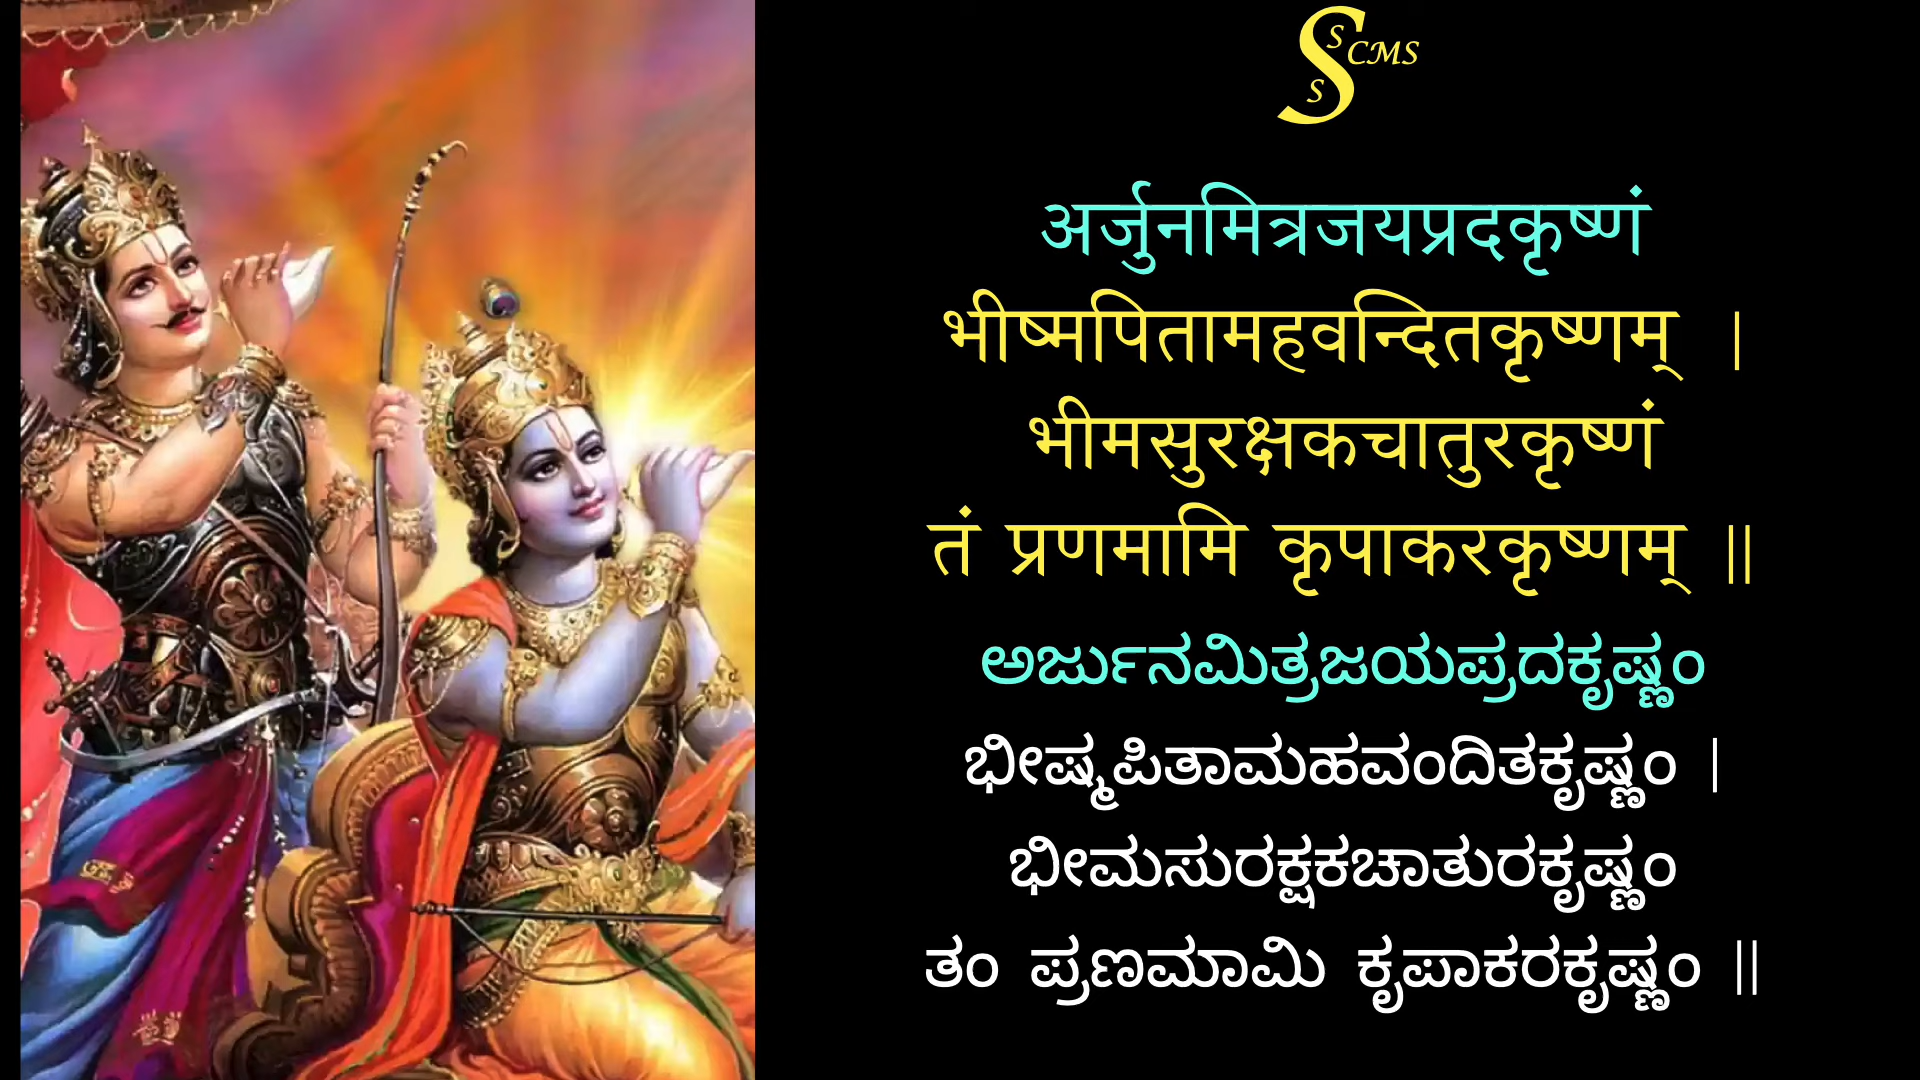 S
S CMS
S
अर्जुनमित्रजयप्रदकृष्णं
भीष्मपितामहवन्दितकृष्णम् |
भीमसुरक्षकचातुरकृष्णं
तं प्रणमामि कृपाकरकृष्णम् ||
ಅರ್ಜುನಮಿತ್ರಜಯಪ್ರದಕೃಷ್ಣಂ
ಭೀಷ್ಮಪಿತಾಮಹವಂದಿತಕೃಷ್ಣಂ |
ಭೀಮಸುರಕ್ಷಕಚಾತುರಕೃಷ್ಣಂ
ತಂ ಪ್ರಣಮಾಮಿ ಕೃಪಾಕರಕೃಷ್ಣಂ ||